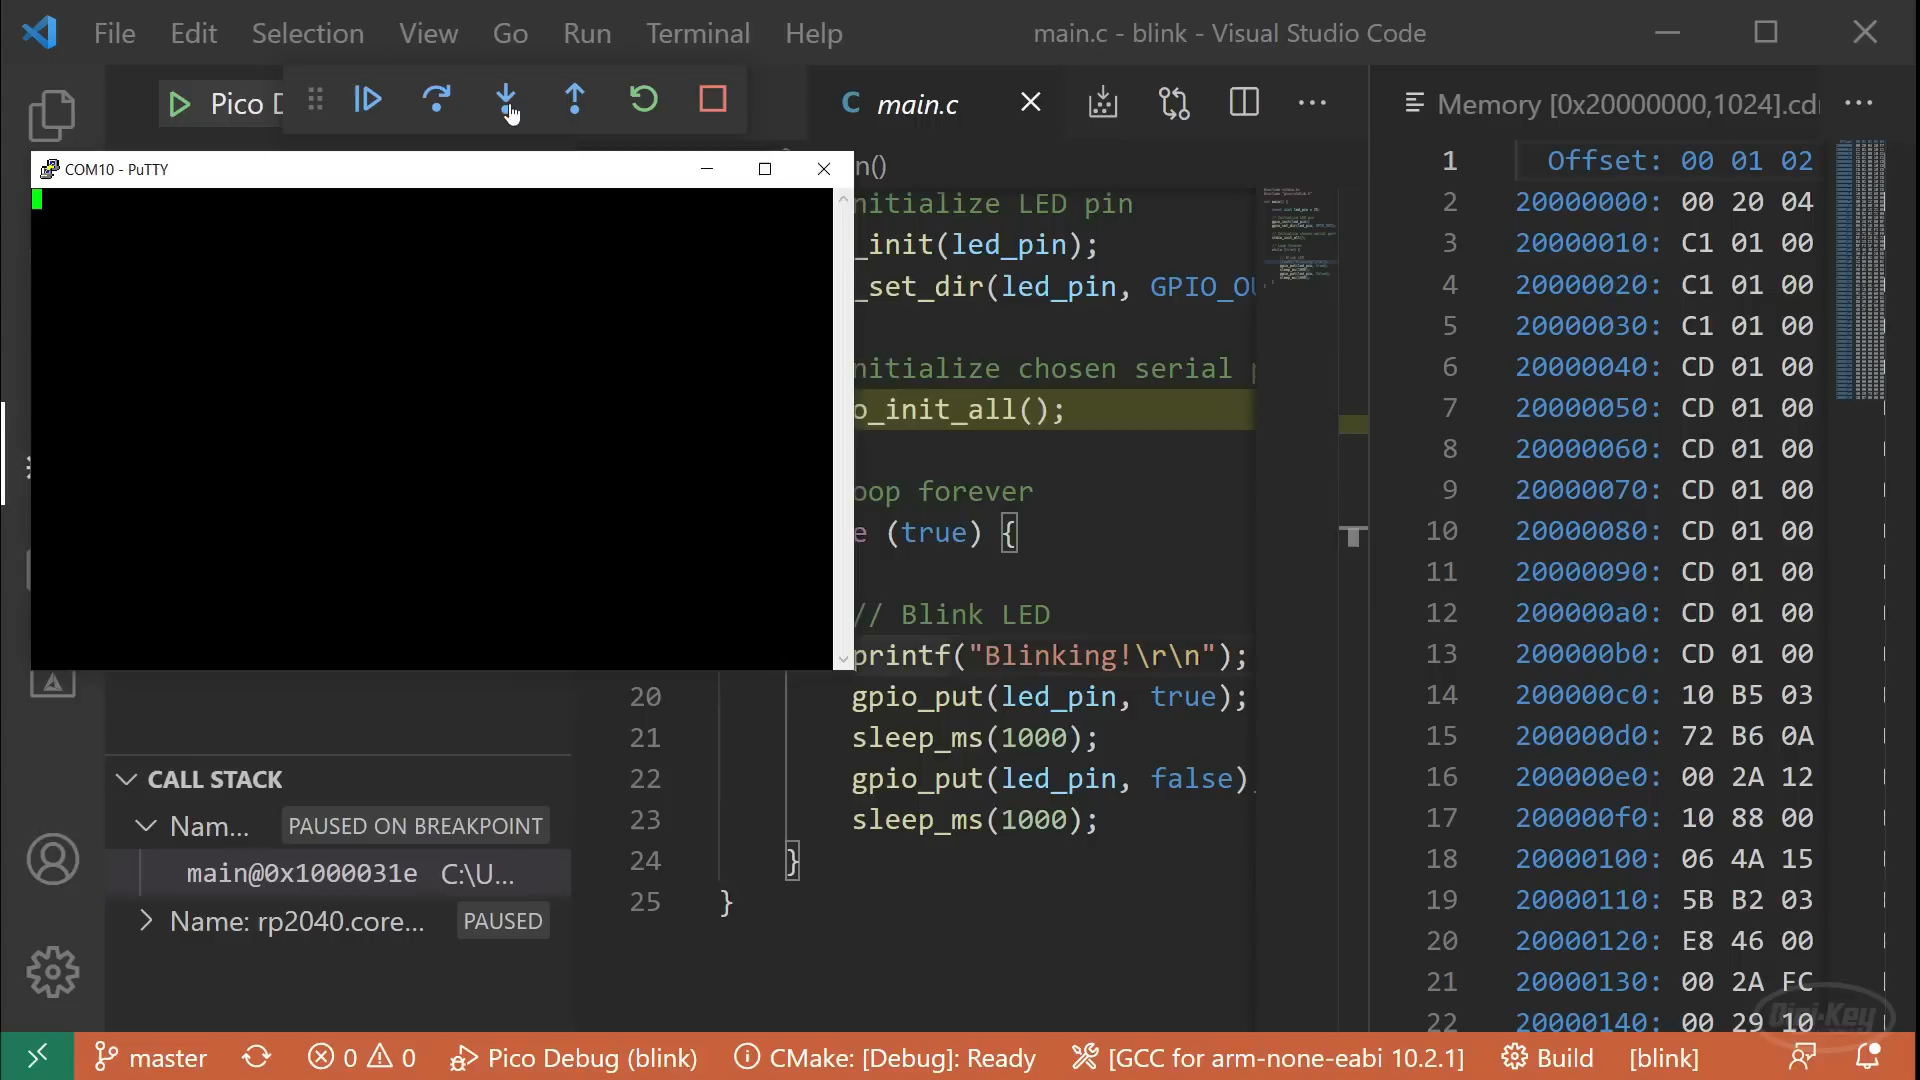 File Edit Selection View Go Run Terminal Help main.c - blink - Visual Studio Code
Pico D
C main.c
Memory [0x20000000,1024].cd
COM10 - PuTTY
n()
nitialize LED pin
_init(led_pin);
_set_dir(led_pin, GPIO_OU
nitialize chosen serial p
o_init_all();
oop forever
e (true) {
// Blink LED
printf("Blinking!\r\n");
20 gpio_put(led_pin, true);
21 sleep_ms(1000);
22 gpio_put(led_pin, false)
23 sleep_ms(1000);
24 }
25 }
CALL STACK
Nam... PAUSED ON BREAKPOINT
main@0x1000031e C:\U...
Name: rp2040.core... PAUSED
1 Offset: 00 01 02
2 20000000: 00 20 04
3 20000010: C1 01 00
4 20000020: C1 01 00
5 20000030: C1 01 00
6 20000040: CD 01 00
7 20000050: CD 01 00
8 20000060: CD 01 00
9 20000070: CD 01 00
10 20000080: CD 01 00
11 20000090: CD 01 00
12 200000a0: CD 01 00
13 200000b0: CD 01 00
14 200000c0: 10 B5 03
15 200000d0: 72 B6 0A
16 200000e0: 00 2A 12
17 200000f0: 10 88 00
18 20000100: 06 4A 15
19 20000110: 5B B2 03
20 20000120: E8 46 00
21 20000130: 00 2A FC
22 20000140: 00 29 10
Digi-Key
master 0 0 Pico Debug (blink) CMake: [Debug]: Ready [GCC for arm-none-eabi 10.2.1] Build [blink]